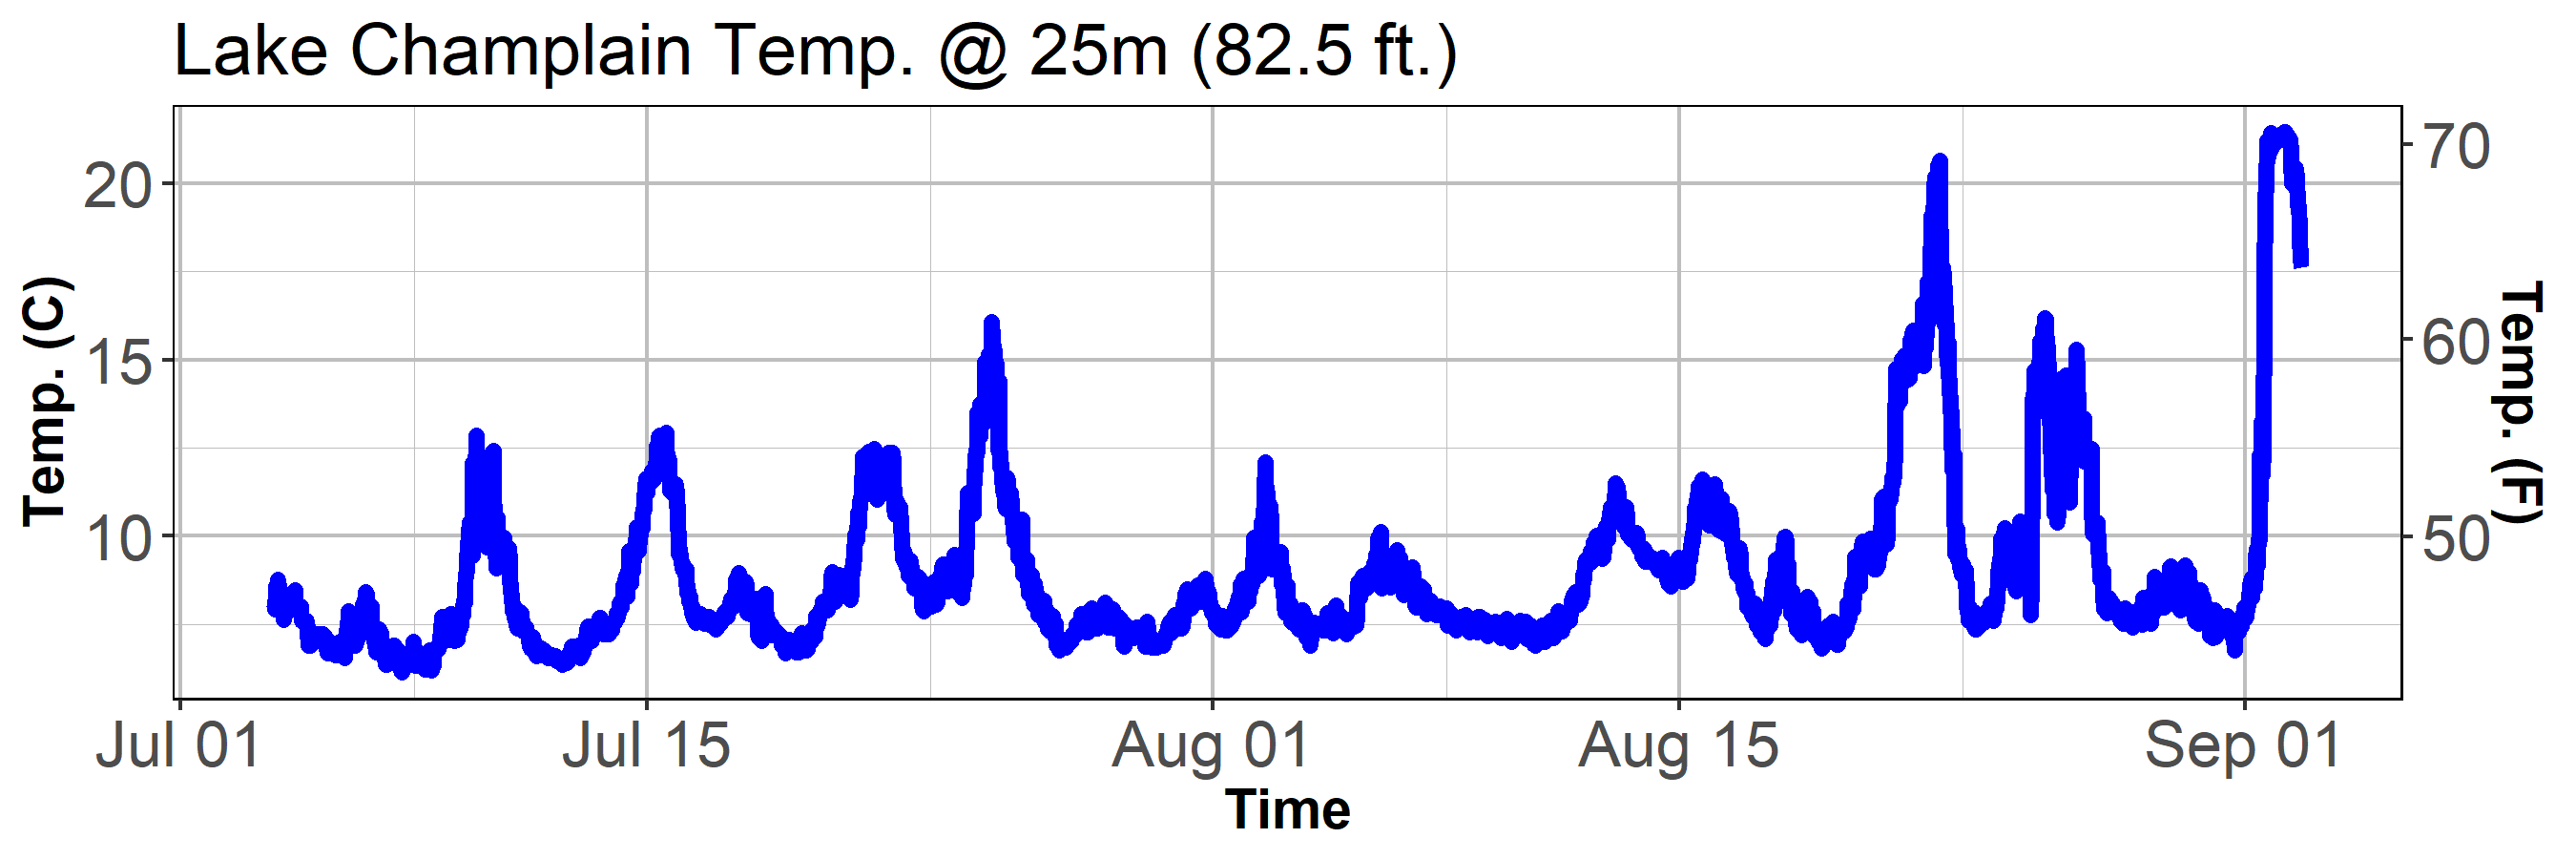 Lake Champlain Temp. @ 25m (82.5 ft.)
Temp. (C)
20
15
10
70
60
50
Temp. (F)
Jul 01
Jul 15
Aug 01
Aug 15
Sep 01
Time